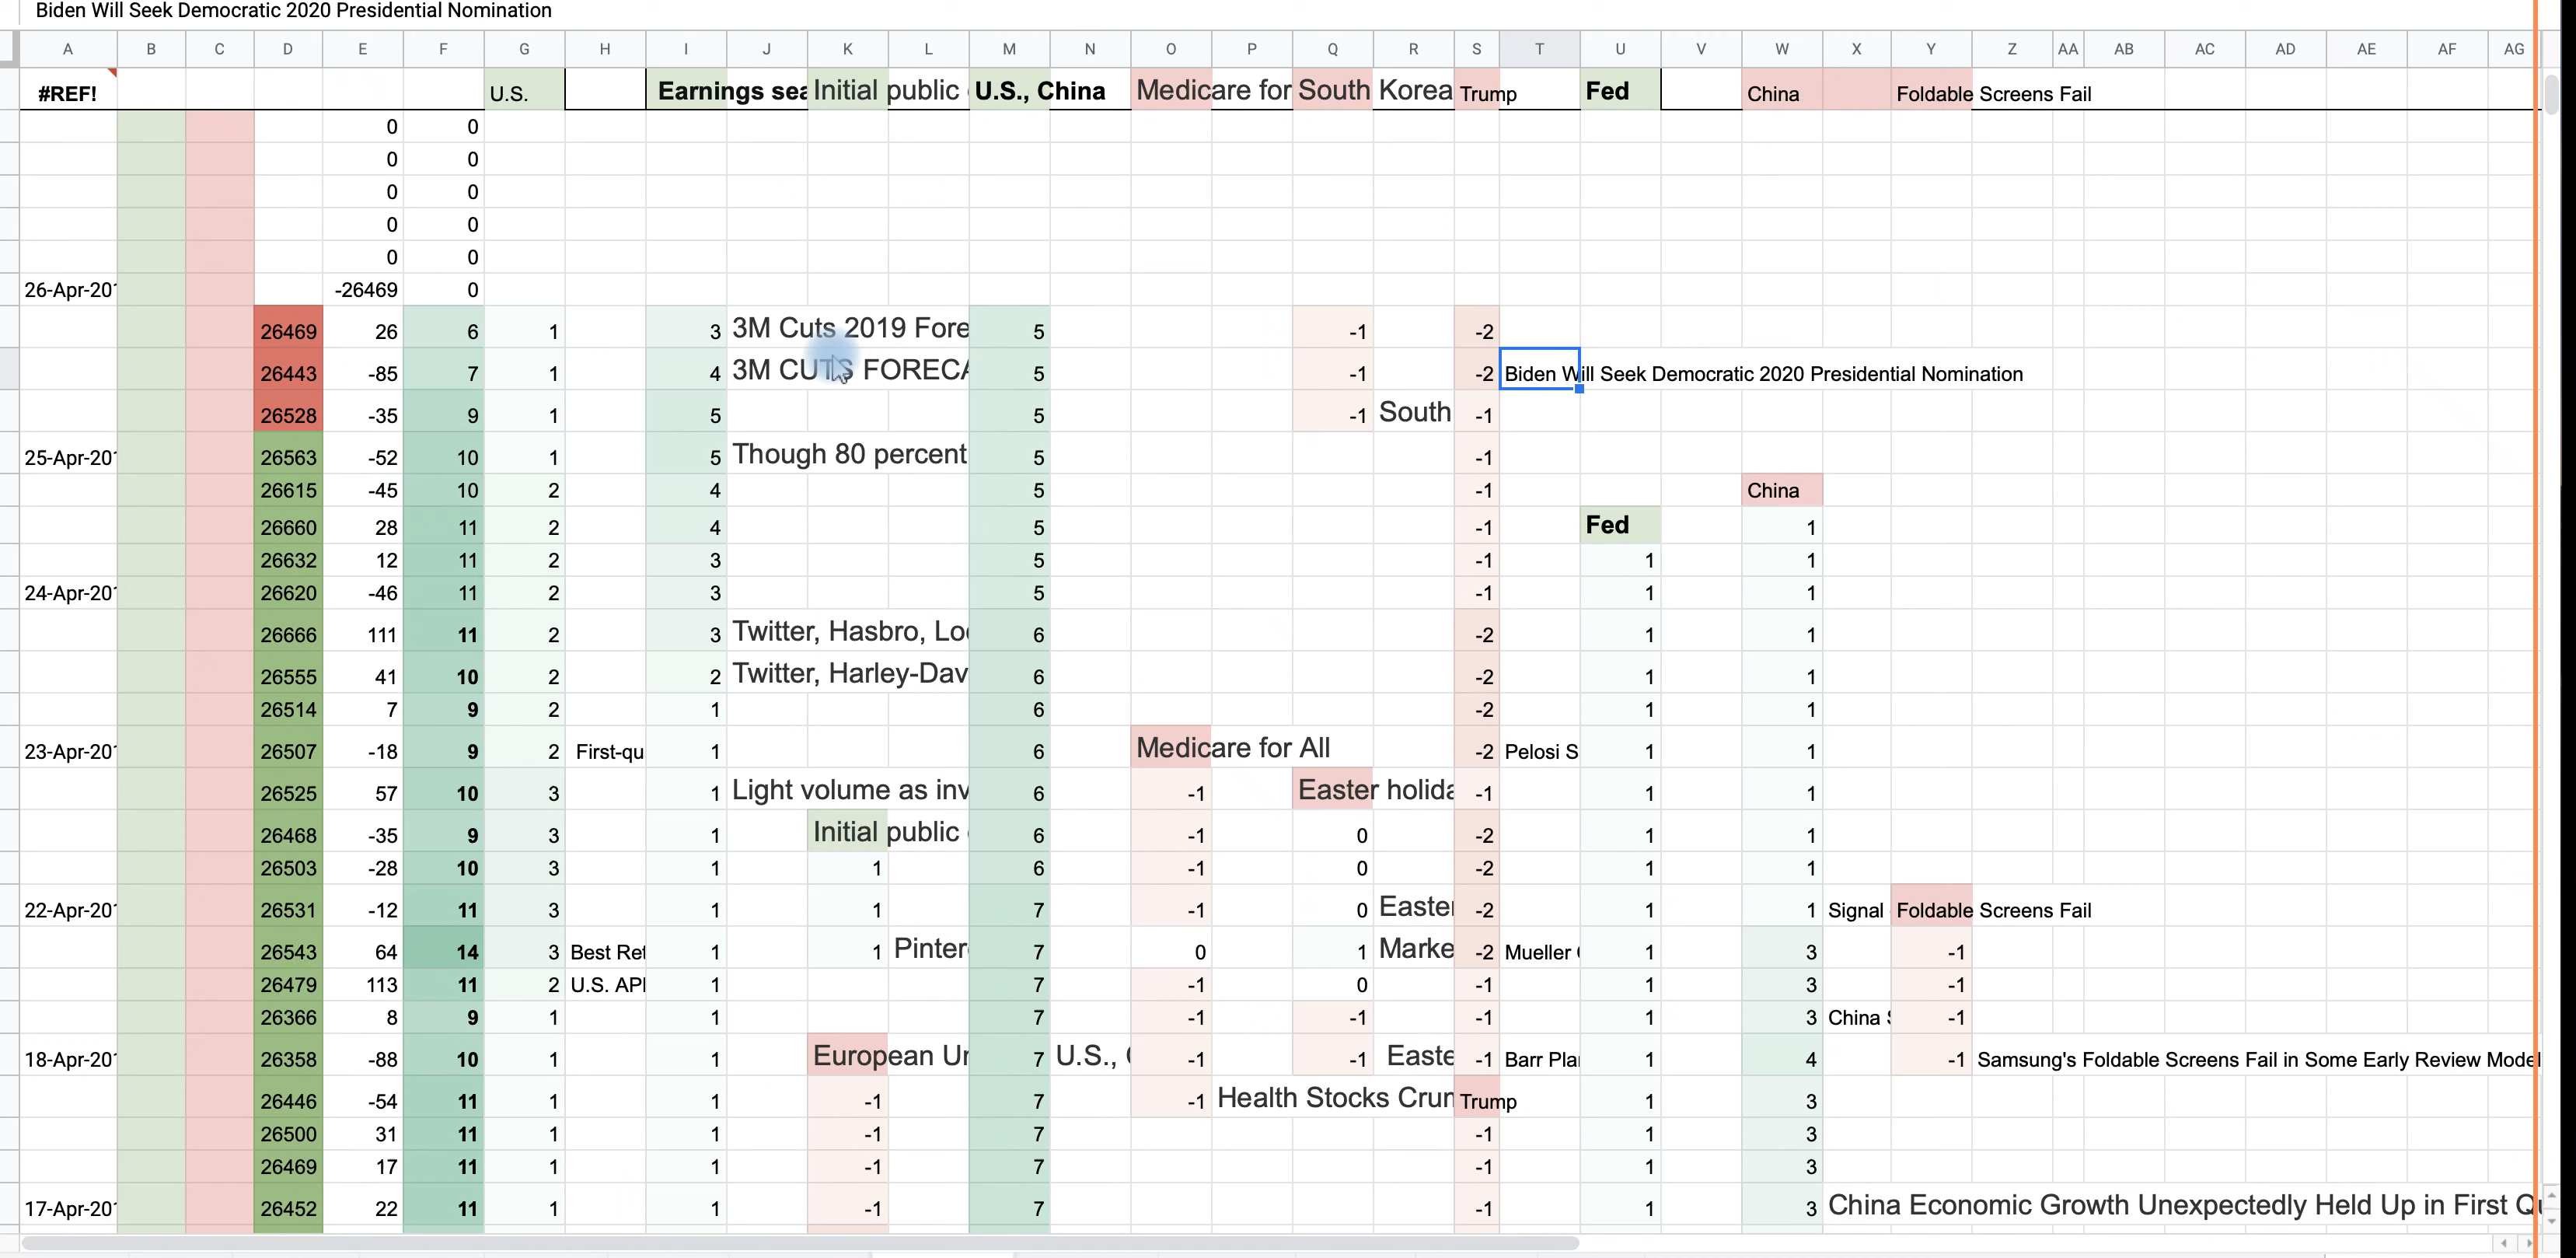 Biden Will Seek Democratic 2020 Presidential Nomination
A B C D E F G H I J K L M N O P Q R S T U V W X Y Z AA AB AC AD AE AF AG
#REF! U.S. Earnings sea Initial public U.S., China Medicare for South Korea Trump Fed China Foldable Screens Fail
0 0
0 0
0 0
0 0
0 0
26-Apr-20 -26469 0
26469 26 6 1 3 3M Cuts 2019 Fore 5 -1 -2
26443 -85 7 1 4 3M CUTS FORECA 5 -1 -2 Biden Will Seek Democratic 2020 Presidential Nomination
26528 -35 9 1 5 5 -1 South -1
25-Apr-20 26563 -52 10 1 5 Though 80 percent 5 -1
26615 -45 10 2 4 5 -1 China
26660 28 11 2 4 5 -1 Fed 1
26632 12 11 2 3 5 -1 1 1
24-Apr-20 26620 -46 11 2 3 5 -1 1 1
26666 111 11 2 3 Twitter, Hasbro, Loc 6 -2 1 1
26555 41 10 2 2 Twitter, Harley-Dav 6 -2 1 1
26514 7 9 2 1 6 -2 1 1
23-Apr-20 26507 -18 9 2 First-qu 1 6 Medicare for All -2 Pelosi S 1 1
26525 57 10 3 1 Light volume as inv 6 -1 Easter holida -1 1 1
26468 -35 9 3 1 Initial public 6 -1 0 -2 1 1
26503 -28 10 3 1 1 6 -1 0 -2 1 1
22-Apr-20 26531 -12 11 3 1 1 7 -1 0 Easter -2 1 1 Signal Foldable Screens Fail
26543 64 14 3 Best Ret 1 1 Pinter 7 0 1 Marke -2 Mueller 1 3 -1
26479 113 11 2 U.S. API 1 7 -1 0 -1 1 3 -1
26366 8 9 1 1 7 -1 -1 -1 1 3 China -1
18-Apr-20 26358 -88 10 1 1 European Un 7 U.S., -1 -1 Easte -1 Barr Pla 1 4 -1 Samsung's Foldable Screens Fail in Some Early Review Model
26446 -54 11 1 1 -1 7 -1 Health Stocks Crum Trump 1 3
26500 31 11 1 1 -1 7 -1 1 3
26469 17 11 1 1 -1 7 -1 1 3
17-Apr-20 26452 22 11 1 1 -1 7 -1 1 3 China Economic Growth Unexpectedly Held Up in First Qu